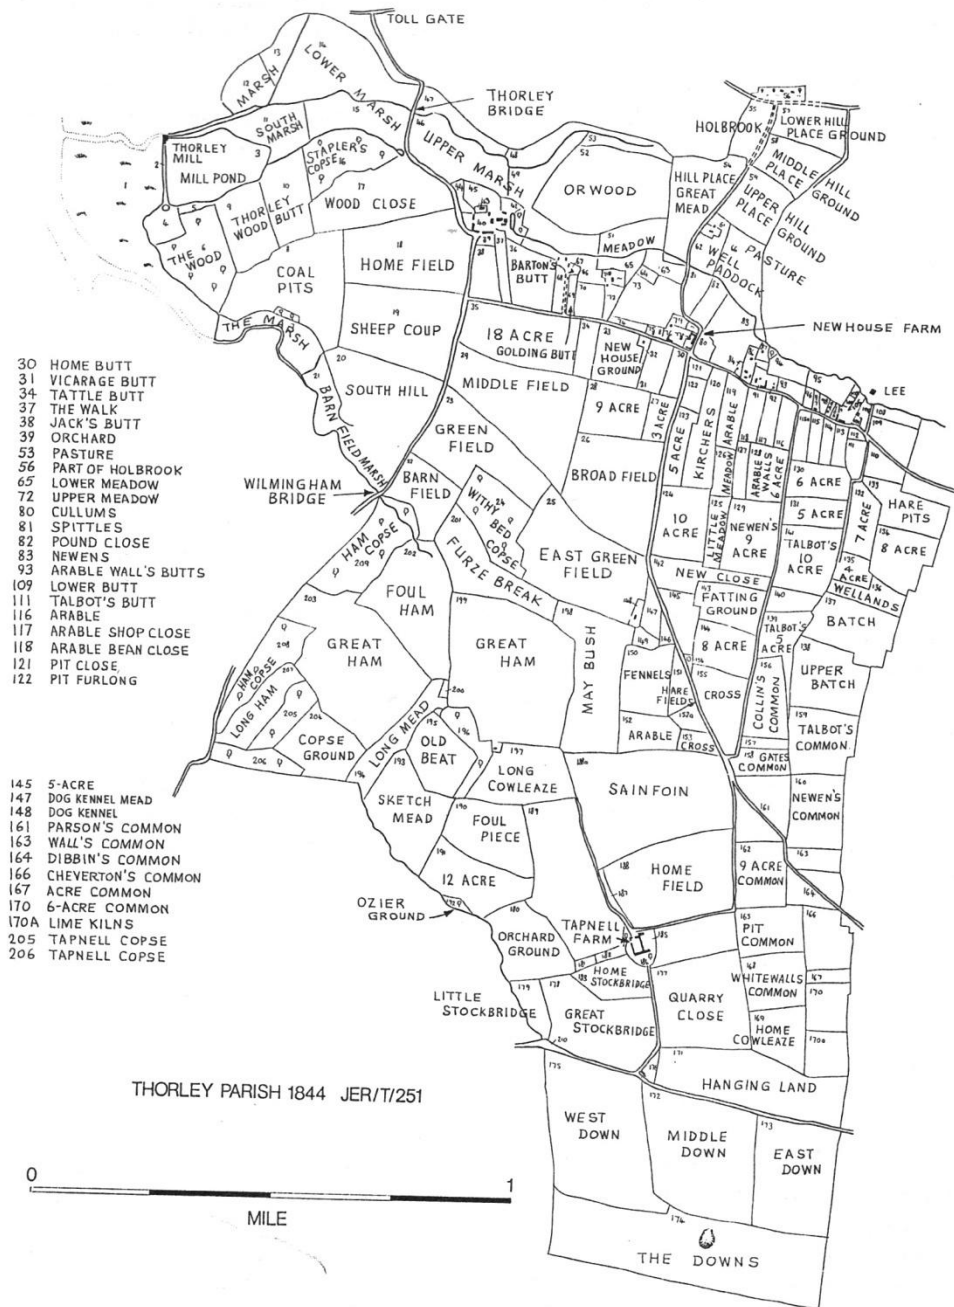 TOLL GATE
THORLEY BRIDGE
LOWER MARSH
MARSH
SOUTH MARSH
STAPLER'S COPSE 16
THORLEY MILL
MILL POND
UPPER MARSH
ORWOOD
HOLBROOK
LOWER HILL PLACE GROUND
MIDDLE HILL PLACE GROUND
HILL PLACE GREAT MEAD
UPPER HILL PLACE GROUND
THORLEY WOOD
BUTT
WOOD CLOSE
THE WOOD
COAL PITS
HOME FIELD
MEADOW
WELL PADDOCK
PASTURE
BARTON'S BUTT
THE MARSH
SHEEP COUP
18 ACRE
GOLDING BUTT
NEW HOUSE GROUND
NEWHOUSE FARM
LEE
SOUTH HILL
MIDDLE FIELD
9 ACRE
3 ACRE
5 ACRE
KIRCHERS
MEADOW
ARABLE
ARABLE WALLS
6 ACRE
BARN FIELD MARSH
GREEN FIELD
BROAD FIELD
6 ACRE
5 ACRE
7 ACRE
HARE PITS
8 ACRE
WILMINGHAM BRIDGE
BARN FIELD
WITHY BED COPSE
10 ACRE
LITTLE MEADOW
NEWEN'S 9 ACRE
TALBOT'S 10 ACRE
4 ACRE
WELLANDS
BATCH
HAM COPSE
FOUL HAM
FURZE BREAK
EAST GREEN FIELD
NEW CLOSE
FATTING GROUND
TALBOT'S 5 ACRE
8 ACRE
UPPER BATCH
GREAT HAM
GREAT HAM
MAY BUSH
FENNELS
HARE FIELDS
CROSS
COLLIN'S COMMON
HAM COPSE
LONG HAM
COPSE GROUND
LONG MEAD
OLD BEAT
ARABLE
CROSS
GATES COMMON
TALBOT'S COMMON
SKETCH MEAD
LONG COWLEAZE
SAINFOIN
NEWEN'S COMMON
FOUL PIECE
12 ACRE
HOME FIELD
9 ACRE COMMON
OZIER GROUND
ORCHARD GROUND
TAPNELL FARM
PIT COMMON
LITTLE STOCKBRIDGE
HOME STOCKBRIDGE
GREAT STOCKBRIDGE
QUARRY CLOSE
WHITEWALLS COMMON
HOME COWLEAZE
HANGING LAND
WEST DOWN
MIDDLE DOWN
EAST DOWN
THE DOWNS
30 HOME BUTT
31 VICARAGE BUTT
34 TATTLE BUTT
37 THE WALK
38 JACK'S BUTT
39 ORCHARD
53 PASTURE
56 PART OF HOLBROOK
65 LOWER MEADOW
72 UPPER MEADOW
80 CULLUMS
81 SPITTLES
82 POUND CLOSE
83 NEWENS
93 ARABLE WALL'S BUTTS
109 LOWER BUTT
111 TALBOT'S BUTT
116 ARABLE
117 ARABLE SHOP CLOSE
118 ARABLE BEAN CLOSE
121 PIT CLOSE
122 PIT FURLONG
145 5-ACRE
147 DOG KENNEL MEAD
148 DOG KENNEL
161 PARSON'S COMMON
163 WALL'S COMMON
164 DIBBIN'S COMMON
166 CHEVERTON'S COMMON
167 ACRE COMMON
170 6-ACRE COMMON
170A LIME KILNS
205 TAPNELL COPSE
206 TAPNELL COPSE
THORLEY PARISH 1844 JER/T/251
0 1
MILE